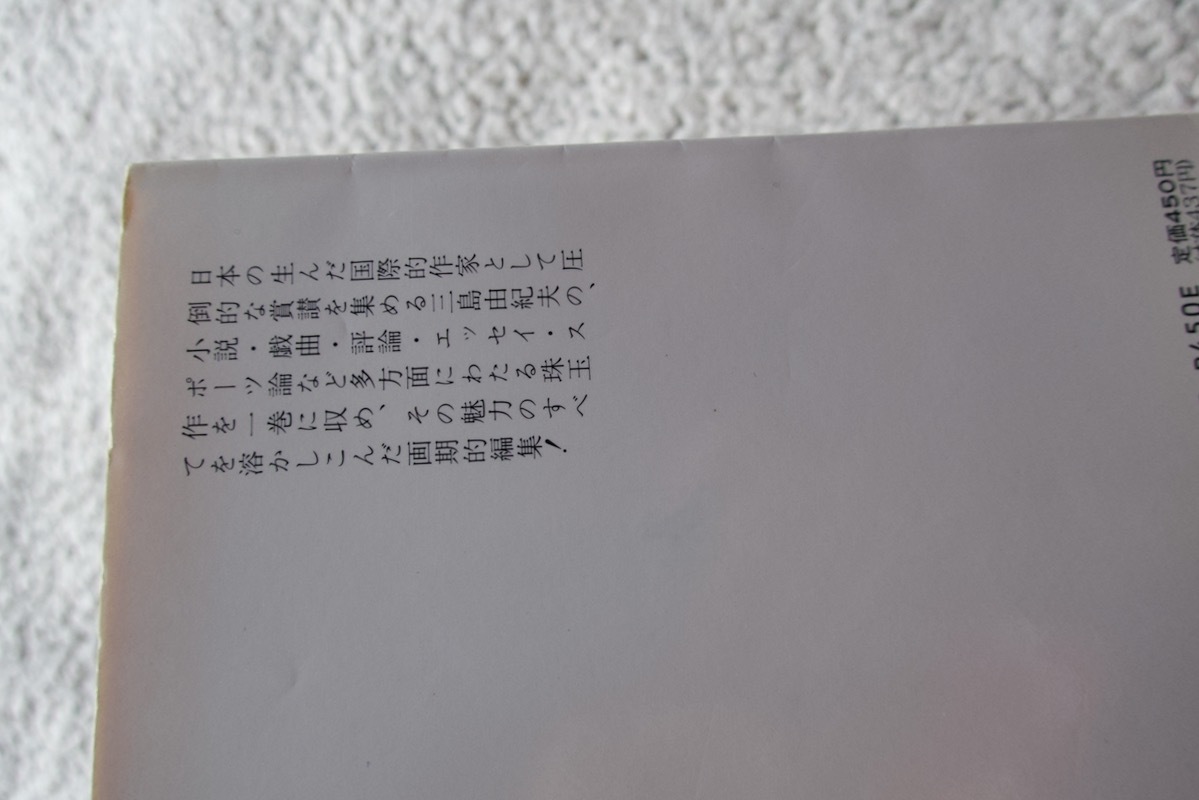 日本の生んだ国際的作家として圧
倒的な賞讃を集める三島由紀夫の、
小説・戯曲・評論・エッセイ・ス
ポーツ論など多方面にわたる珠玉
作を一巻に収め、その魅力のすべ
てを溶かしこんだ画期的編集！
定価450円
437円)